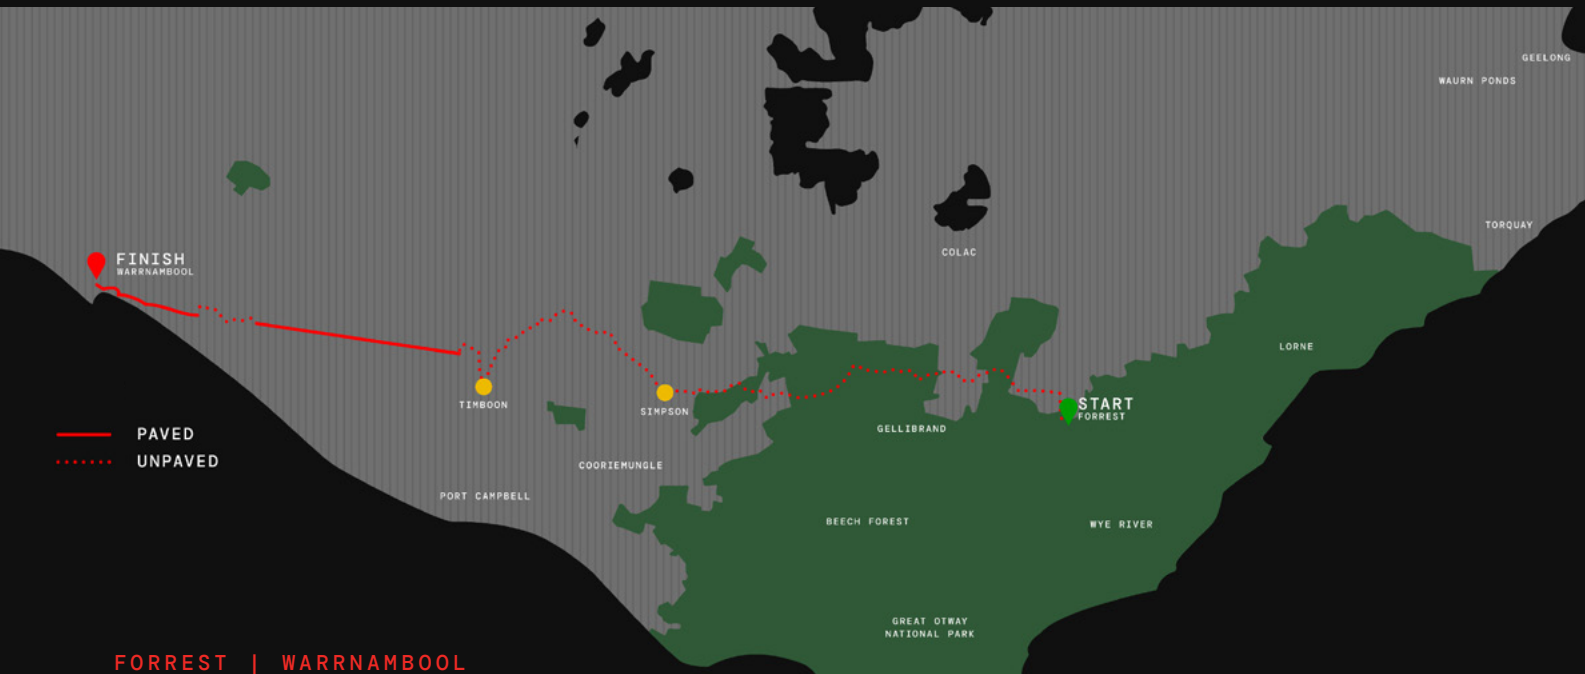 GEELONG
WAURN PONDS
TORQUAY
COLAC
FINISH
WARRNAMBOOL
LORNE
TIMBOON
SIMPSON
START
FORREST
GELLIBRAND
PAVED
UNPAVED
COORIEMUNGLE
PORT CAMPBELL
BEECH FOREST
WYE RIVER
GREAT OTWAY
NATIONAL PARK
FORREST | WARRNAMBOOL